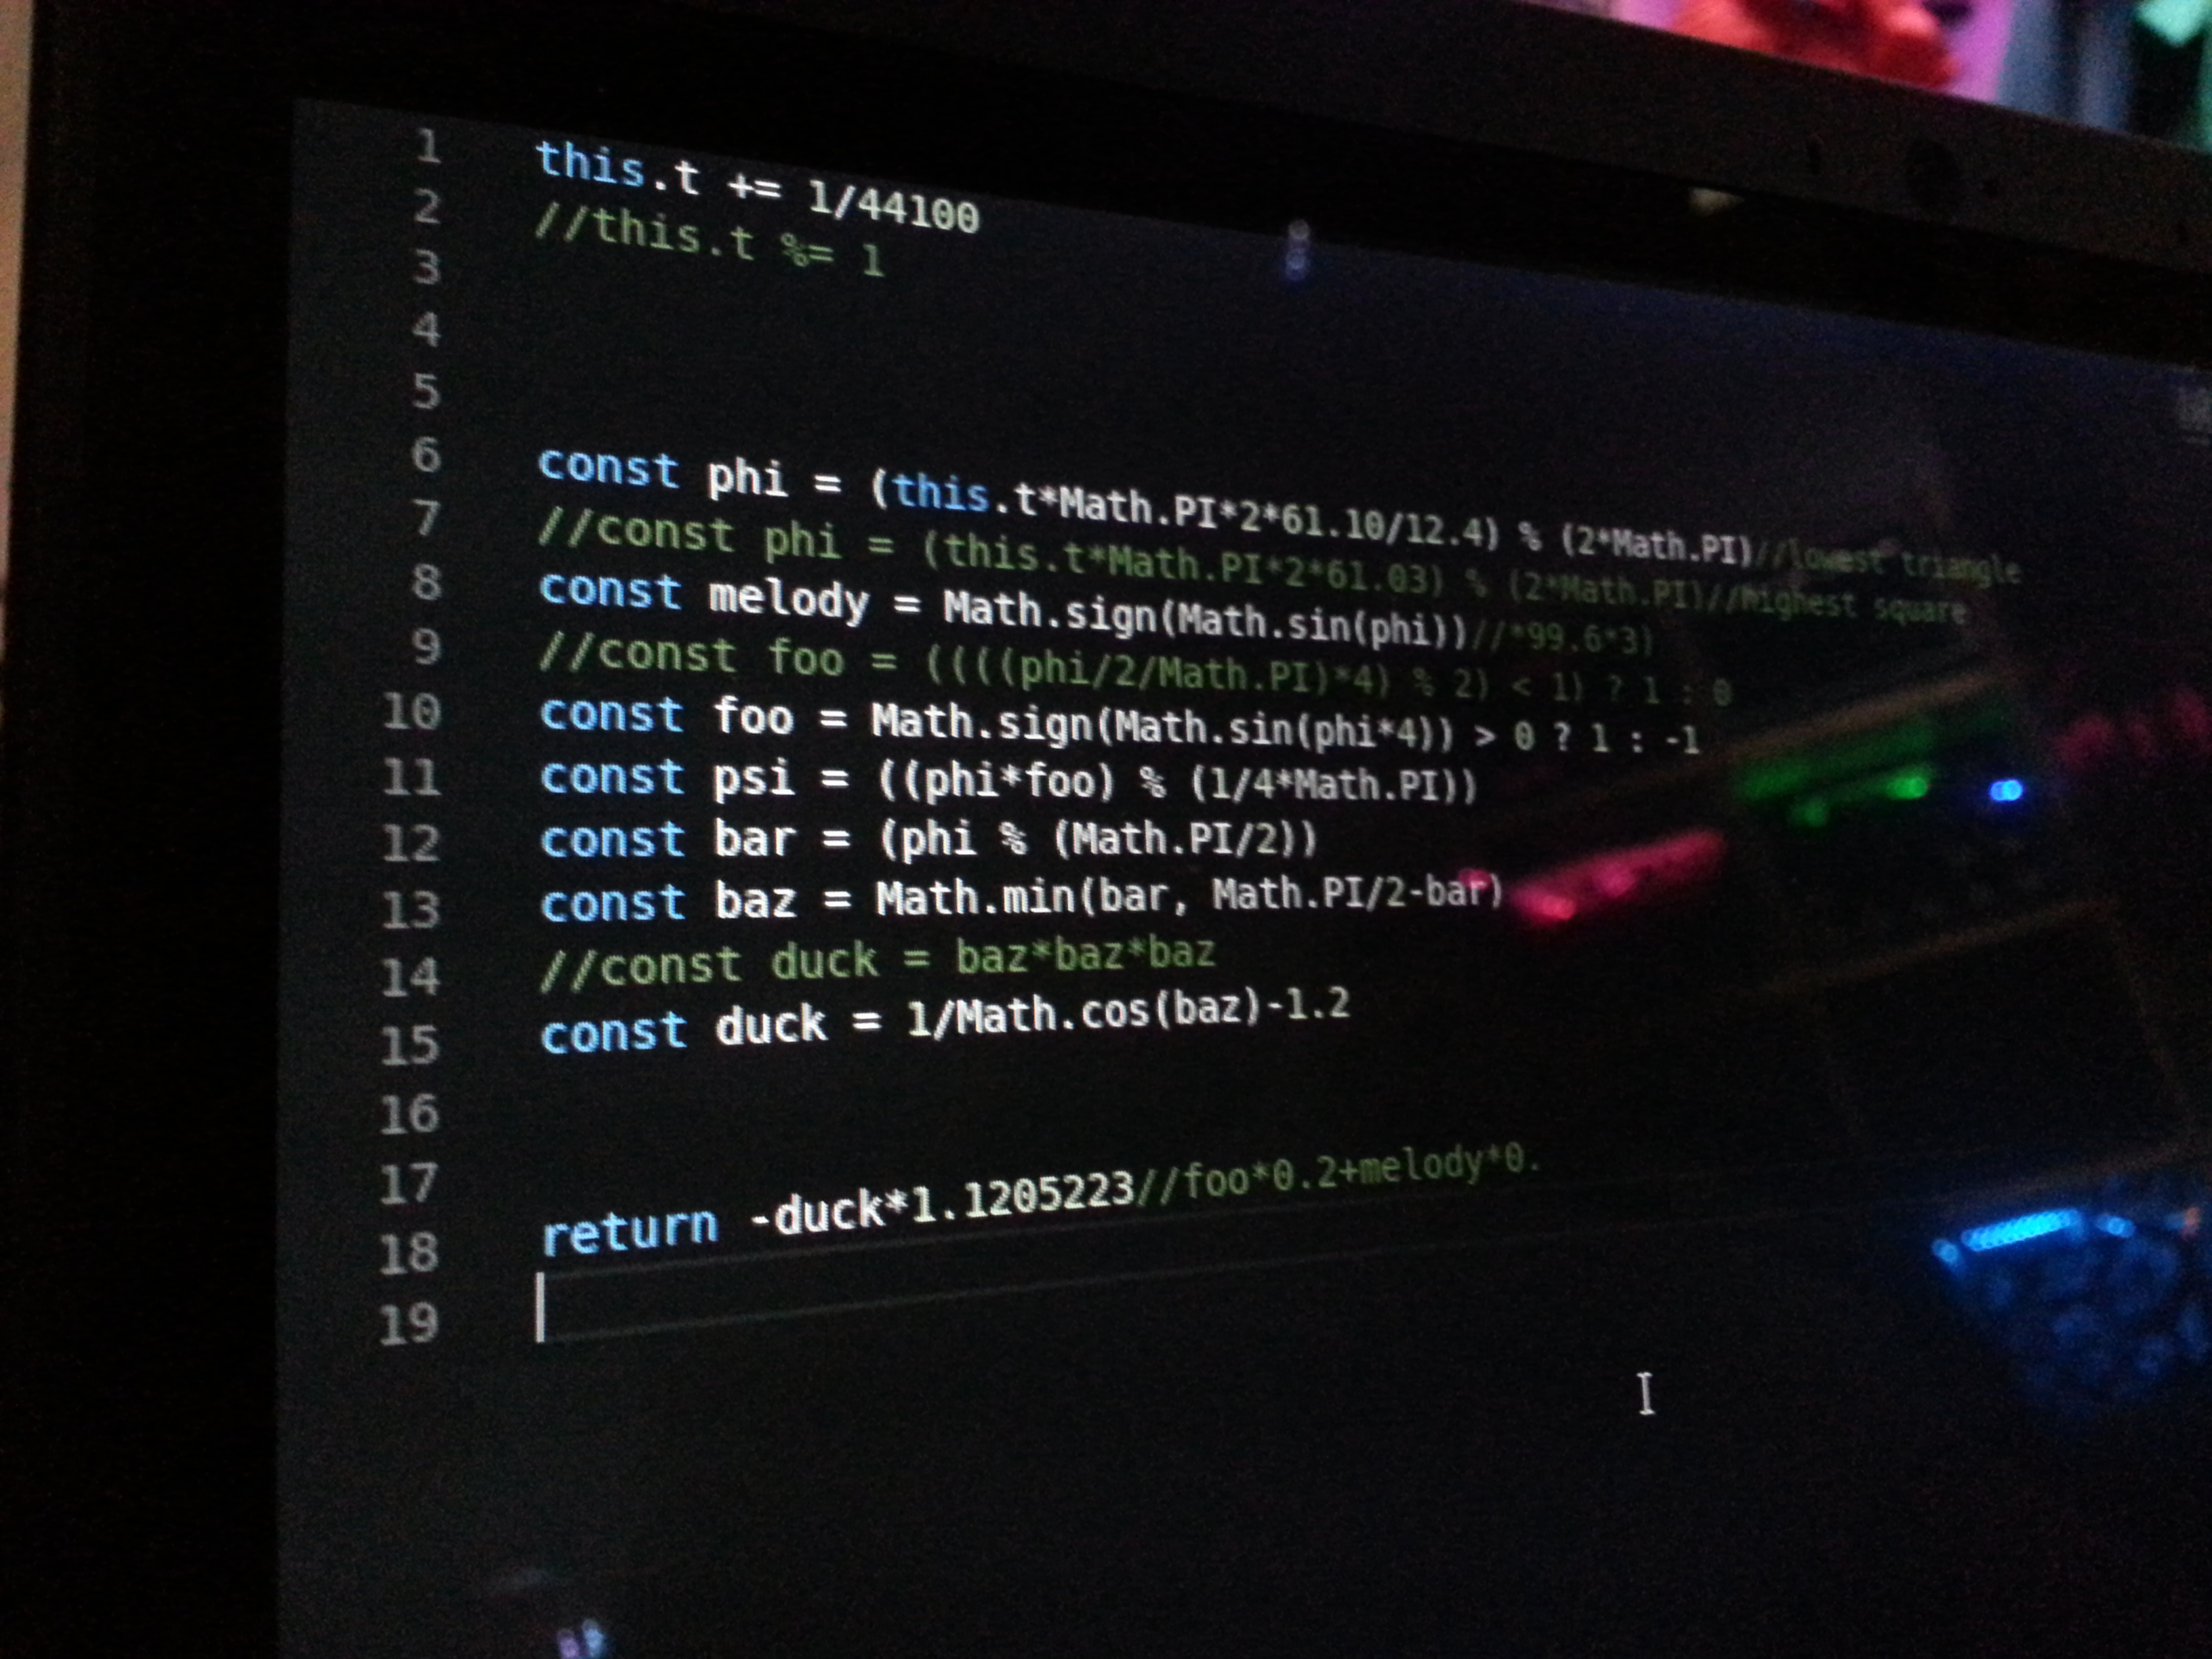 1 this.t += 1/44100
2 //this.t %= 1
3
4
5
6 const phi = (this.t*Math.PI*2*61.10/12.4) % (2*Math.PI)//lowest triangle
7 //const phi = (this.t*Math.PI*2*61.03) % (2*Math.PI)//highest square
8 const melody = Math.sign(Math.sin(phi))//*99.6*3)
9 //const foo = ((((phi/2/Math.PI)*4) % 2) < 1) ? 1 : 0
10 const foo = Math.sign(Math.sin(phi*4)) > 0 ? 1 : -1
11 const psi = ((phi*foo) % (1/4*Math.PI))
12 const bar = (phi % (Math.PI/2))
13 const baz = Math.min(bar, Math.PI/2-bar)
14 //const duck = baz*baz*baz
15 const duck = 1/Math.cos(baz)-1.2
16
17
18 return -duck*1.1205223//foo*0.2+melody*0.
19